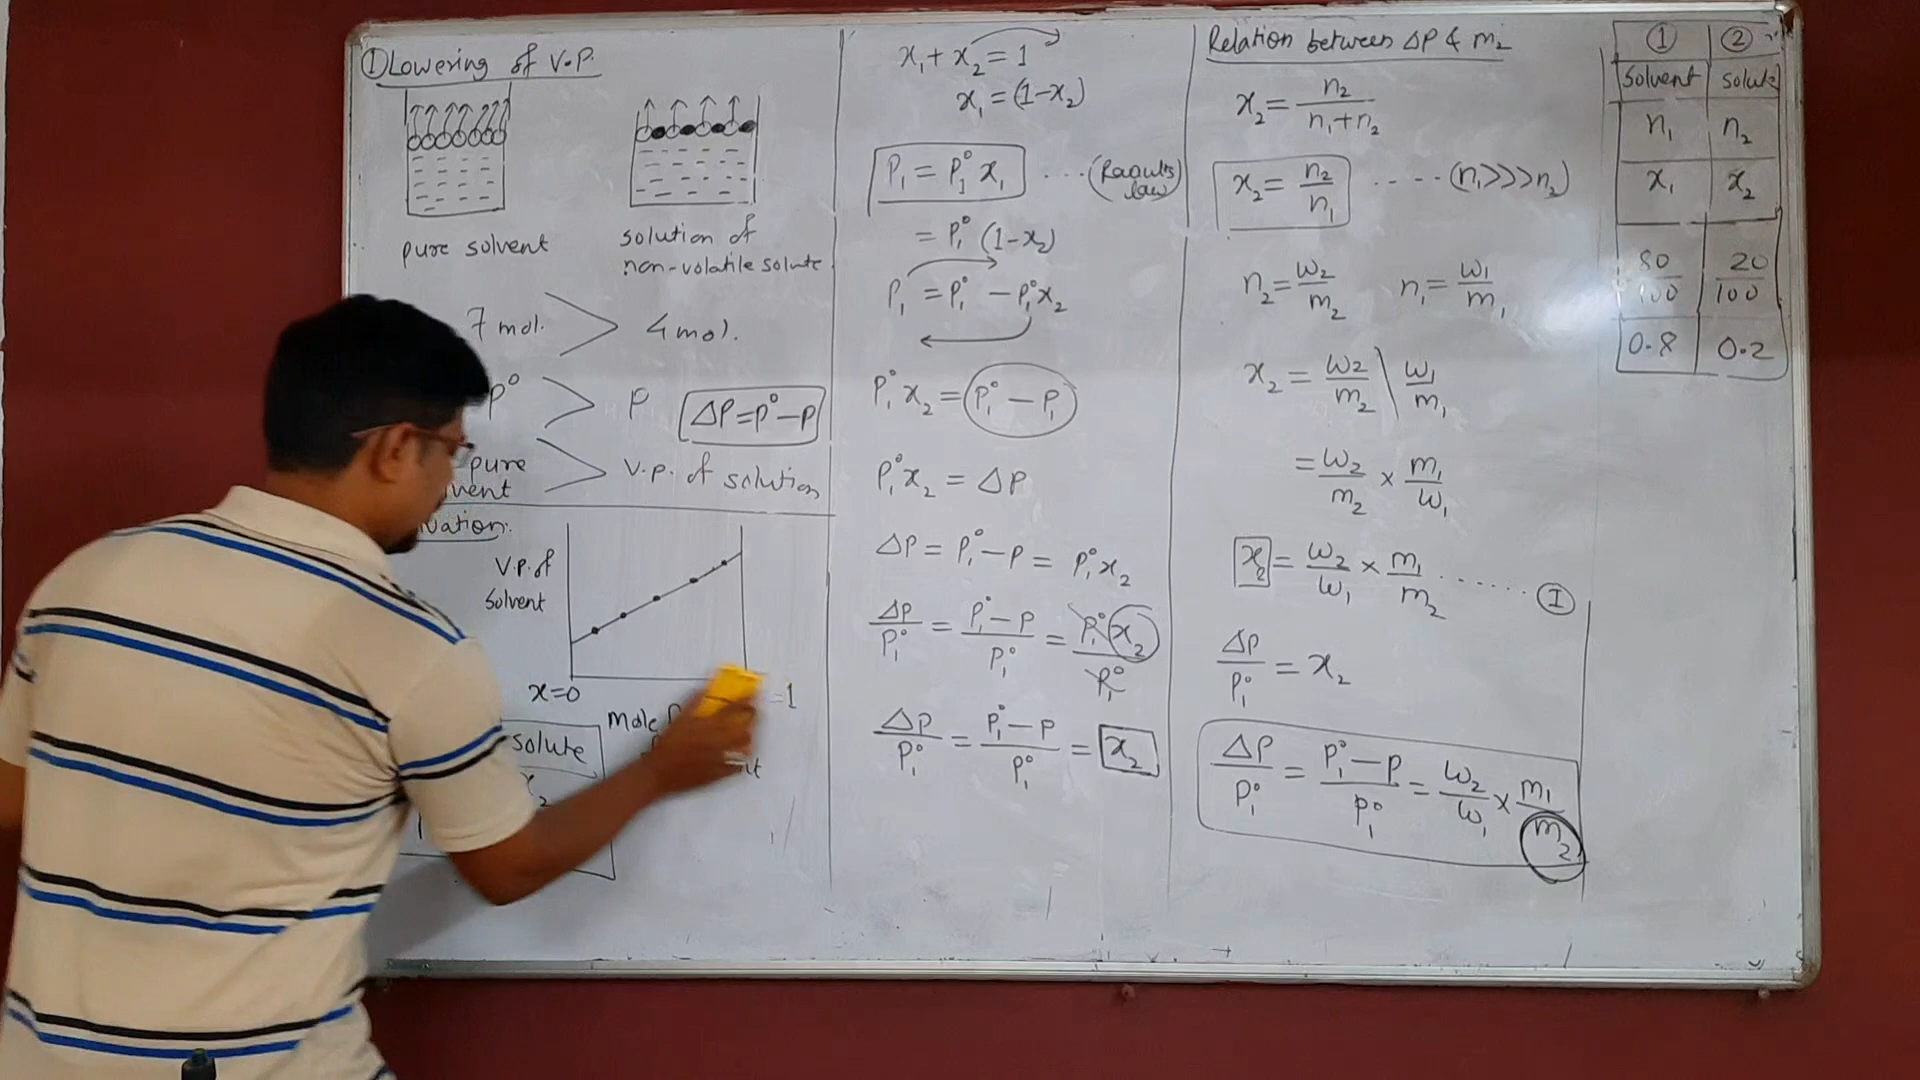 ① Lowering of V.P.
pure solvent
solution of
non-volatile solute
7 mol. > 4 mol.
P° > P
ΔP = P° − P
pure > V.P. of solution
V.P. of
Solvent
x=0
=1
Mole
solute
x₁ + x₂ = 1
x₁ = (1−x₂)
P₁ = P₁° x₁ ... (Raoult's
law)
= P₁° (1−x₂)
P₁ = P₁° − P₁°x₂
P₁° x₂ = P₁° − P₁
P₁° x₂ = ΔP
ΔP = P₁° − P = P₁° x₂
ΔP/P₁° = (P₁° − P)/P₁° = P₁° x₂/P₁°
ΔP/P₁° = (P₁° − P)/P₁° = x₂
Relation between ΔP & m₂
x₂ = n₂/(n₁+n₂)
x₂ = n₂/n₁ .... (n₁>>>n₂)
n₂ = w₂/m₂ n₁ = w₁/m₁
x₂ = w₂/m₂ \ w₁/m₁
= w₂/m₂ × m₁/w₁
x₂ = w₂/w₁ × m₁/m₂ ...... Ⓘ
ΔP/P₁° = x₂
ΔP/P₁° = (P₁° − P)/P₁° = w₂/w₁ × m₁/m₂
① ②
Solvent solute
n₁ n₂
x₁ x₂
80/100 20/100
0.8 0.2